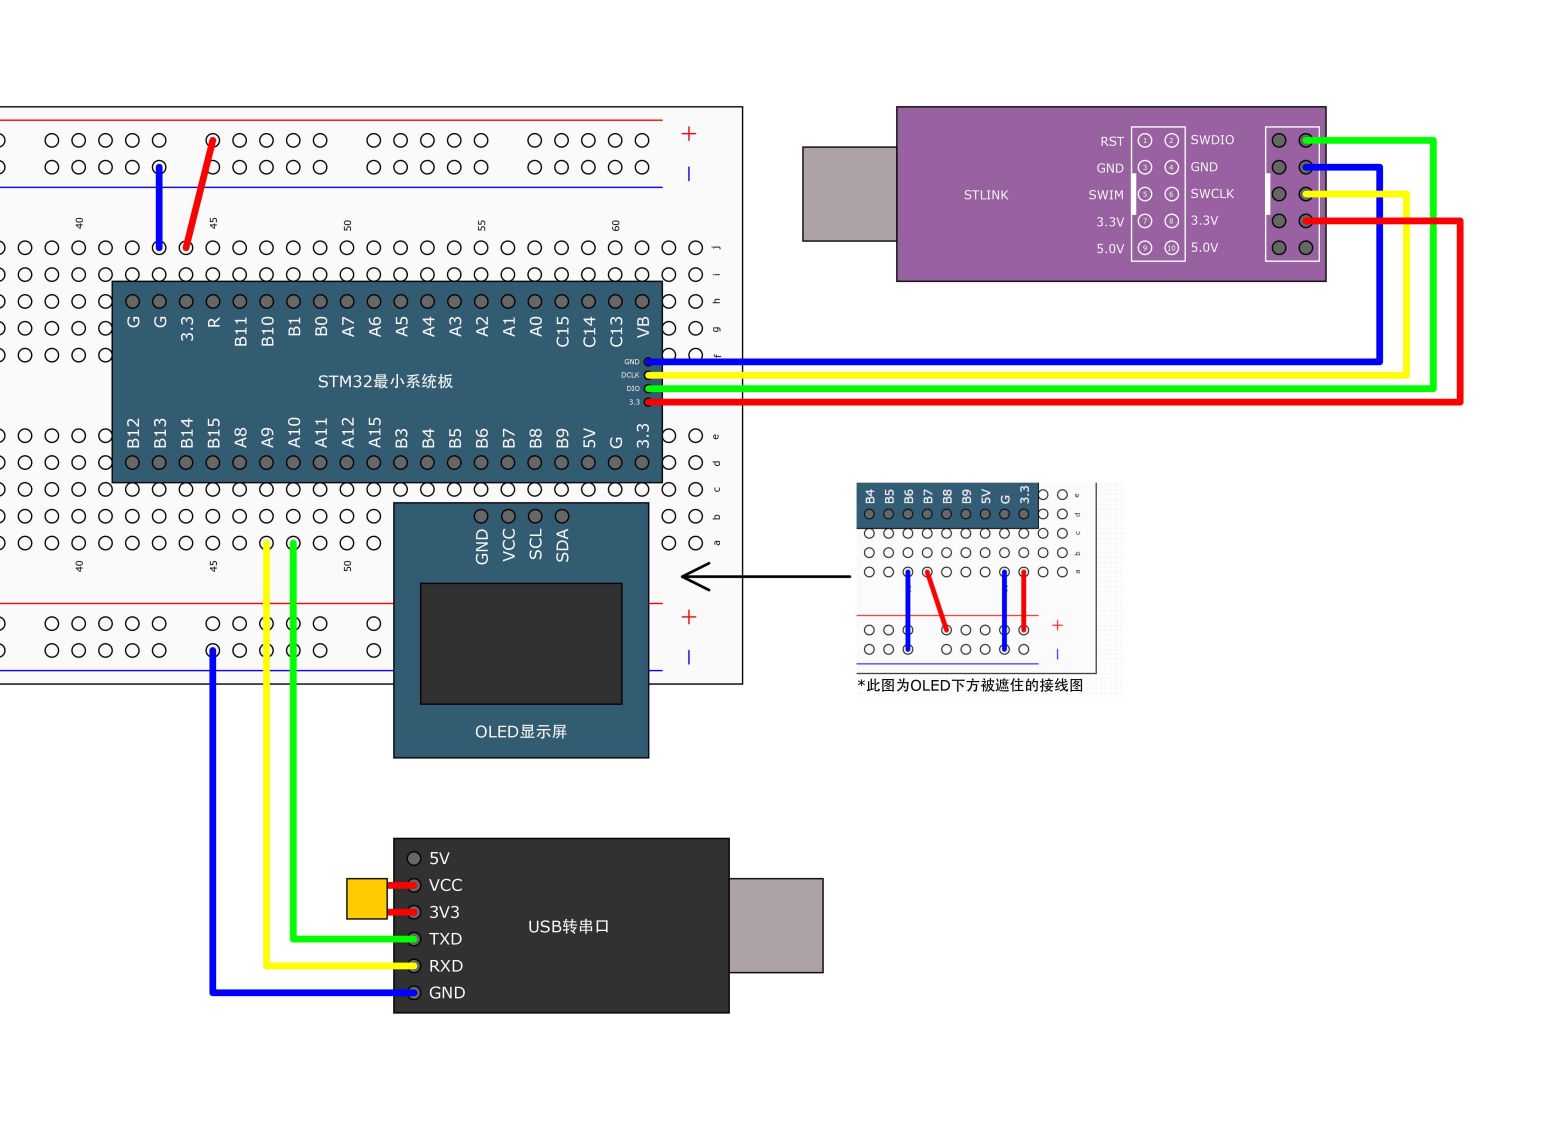 +
−
40 45 50 55 60
j
i
h
g
f
G G 3.3 R B11 B10 B1 B0 A7 A6 A5 A4 A3 A2 A1 A0 C15 C14 C13 VB
GND
DCLK
DIO
3.3
STM32最小系统板
B12 B13 B14 B15 A8 A9 A10 A11 A12 A15 B3 B4 B5 B6 B7 B8 B9 5V G 3.3
e
d
c
b
a
40 45 50
+
−
GND VCC SCL SDA
OLED显示屏
STLINK
RST 1 2 SWDIO
GND 3 4 GND
SWIM 5 6 SWCLK
3.3V 7 8 3.3V
5.0V 9 10 5.0V
B4 B5 B6 B7 B8 B9 5V G 3.3
e
d
c
b
a
+
−
*此图为OLED下方被遮住的接线图
5V
VCC
3V3
TXD
RXD
GND
USB转串口